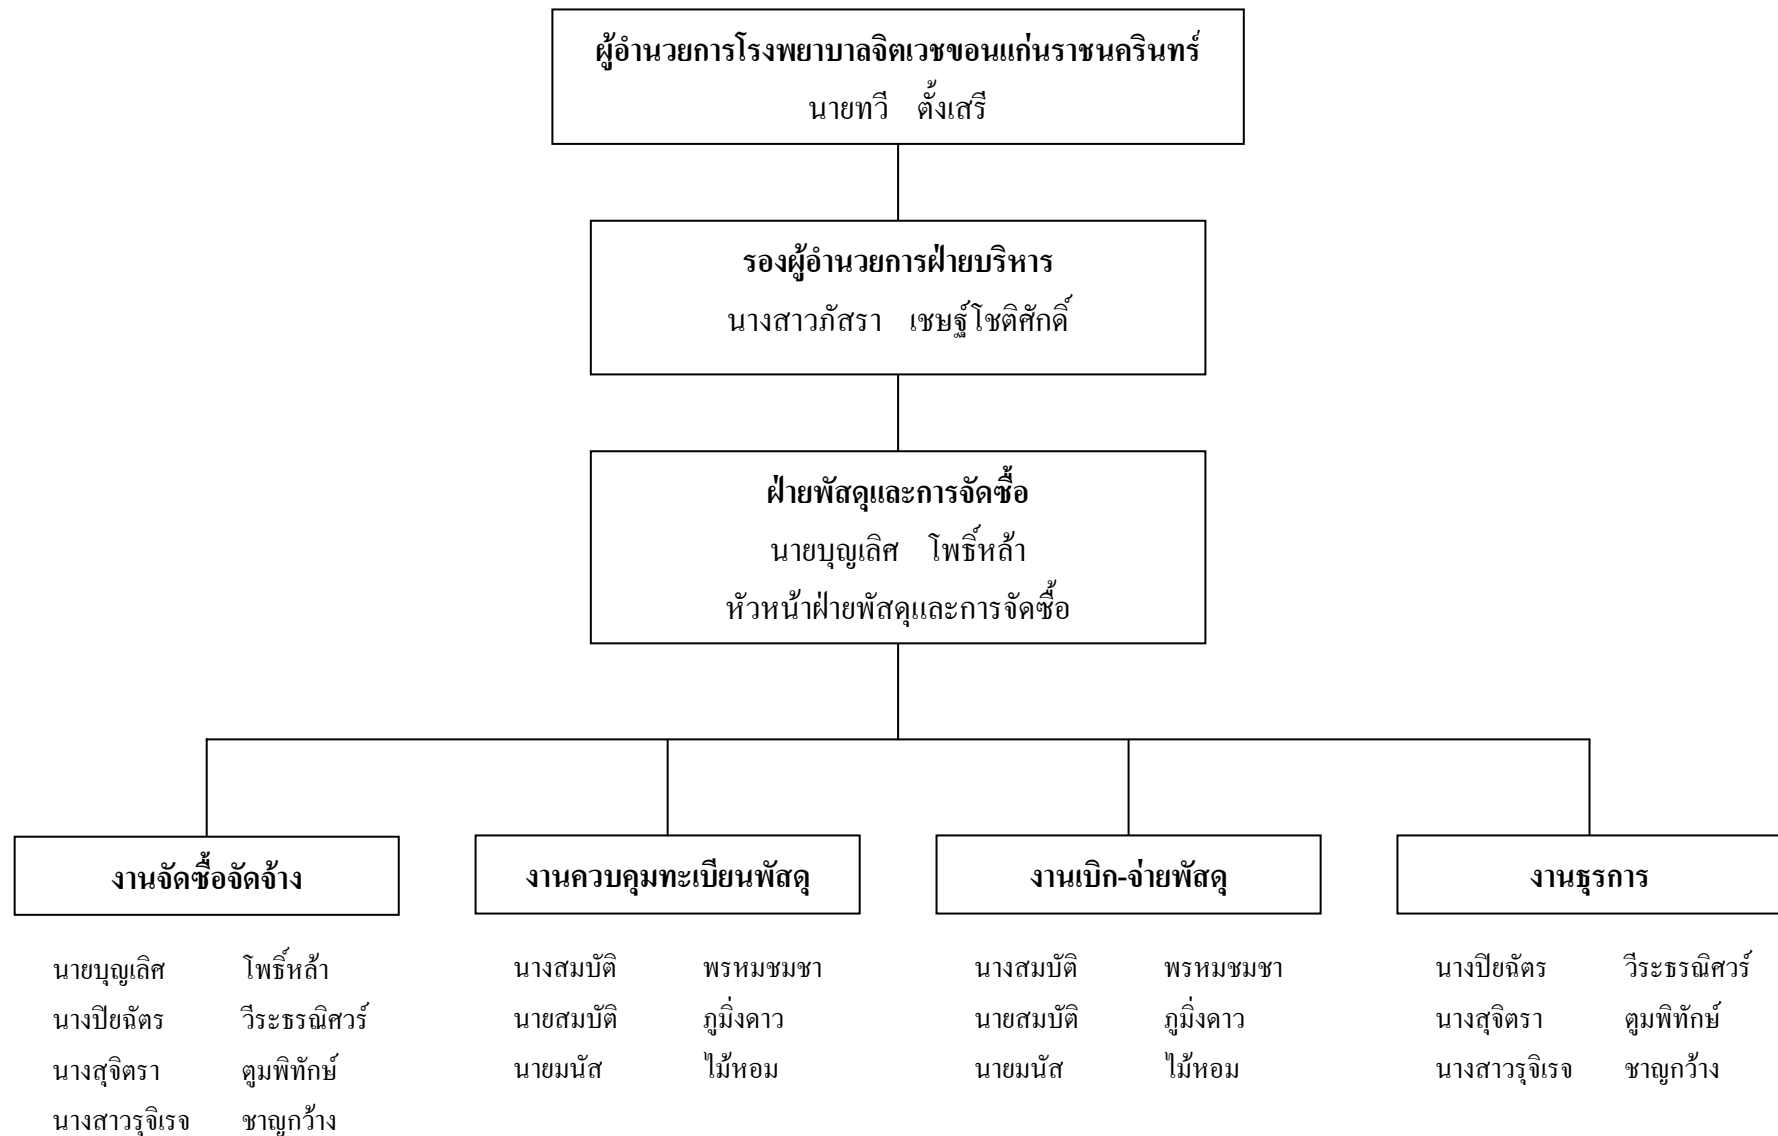 ผู้อำนวยการโรงพยาบาลจิตเวชขอนแก่นราชนครินทร์
นายทวี ตั้งเสรี
รองผู้อำนวยการฝ่ายบริหาร
นางสาวภัสรา เชษฐ์โชติศักดิ์
ฝ่ายพัสดุและการจัดซื้อ
นายบุญเลิศ โพธิ์หล้า
หัวหน้าฝ่ายพัสดุและการจัดซื้อ
งานจัดซื้อจัดจ้าง
นายบุญเลิศ โพธิ์หล้า
นางปิยฉัตร วีระธรณิศวร์
นางสุจิตรา ตูมพิทักษ์
นางสาวรุจิเรจ ชาญกว้าง
งานควบคุมทะเบียนพัสดุ
นางสมบัติ พรหมชมชา
นายสมบัติ ภูมิ่งดาว
นายมนัส ไม้หอม
งานเบิก-จ่ายพัสดุ
นางสมบัติ พรหมชมชา
นายสมบัติ ภูมิ่งดาว
นายมนัส ไม้หอม
งานธุรการ
นางปิยฉัตร วีระธรณิศวร์
นางสุจิตรา ตูมพิทักษ์
นางสาวรุจิเรจ ชาญกว้าง